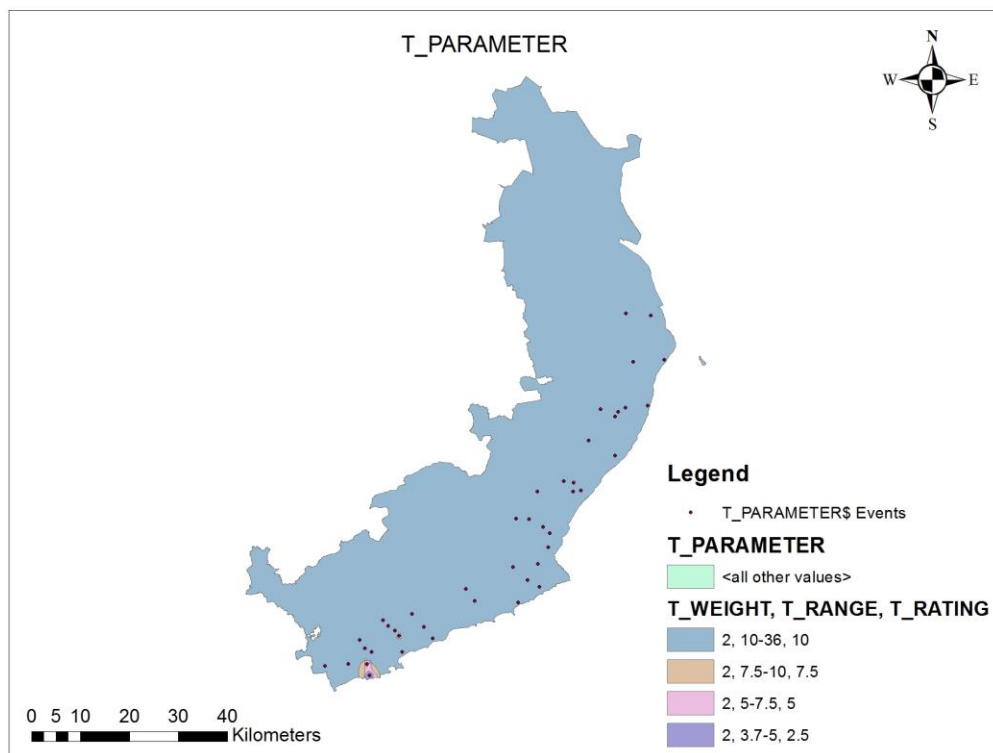 T_PARAMETER
N
W E
S
Legend
T_PARAMETER$ Events
T_PARAMETER
<all other values>
T_WEIGHT, T_RANGE, T_RATING
2, 10-36, 10
2, 7.5-10, 7.5
2, 5-7.5, 5
2, 3.7-5, 2.5
0 5 10 20 30 40
Kilometers